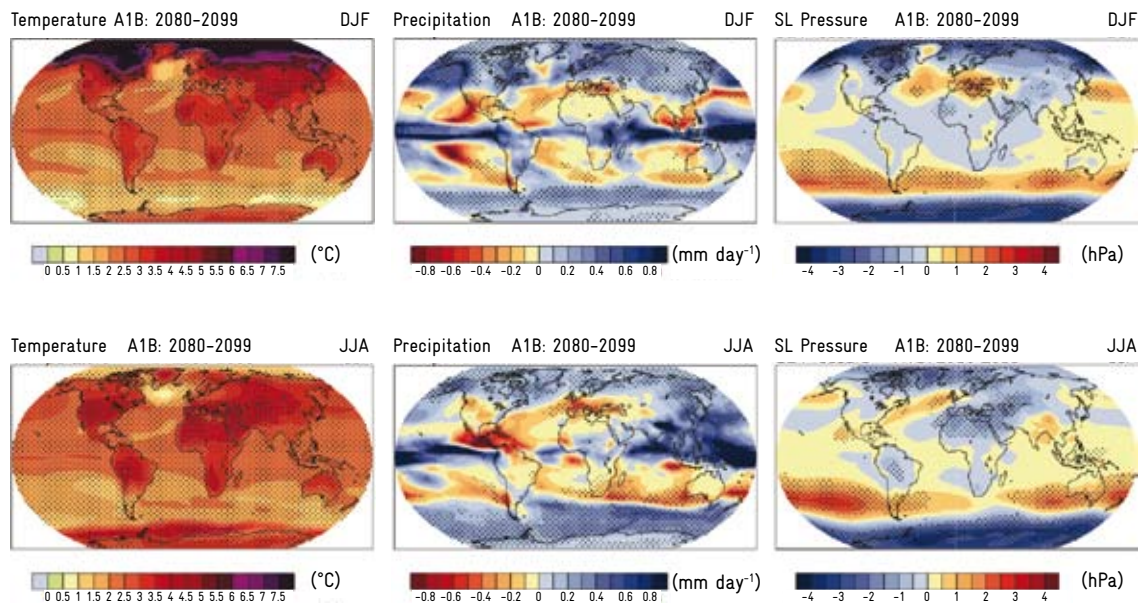 Temperature A1B: 2080-2099 DJF
Precipitation A1B: 2080-2099 DJF
SL Pressure A1B: 2080-2099 DJF
0 0.5 1 1.5 2 2.5 3 3.5 4 4.5 5 5.5 6 6.5 7 7.5 (°C)
-0.8 -0.6 -0.4 -0.2 0 0.2 0.4 0.6 0.8 (mm day⁻¹)
-4 -3 -2 -1 0 1 2 3 4 (hPa)
Temperature A1B: 2080-2099 JJA
Precipitation A1B: 2080-2099 JJA
SL Pressure A1B: 2080-2099 JJA
0 0.5 1 1.5 2 2.5 3 3.5 4 4.5 5 5.5 6 6.5 7 7.5 (°C)
-0.8 -0.6 -0.4 -0.2 0 0.2 0.4 0.6 0.8 (mm day⁻¹)
-4 -3 -2 -1 0 1 2 3 4 (hPa)